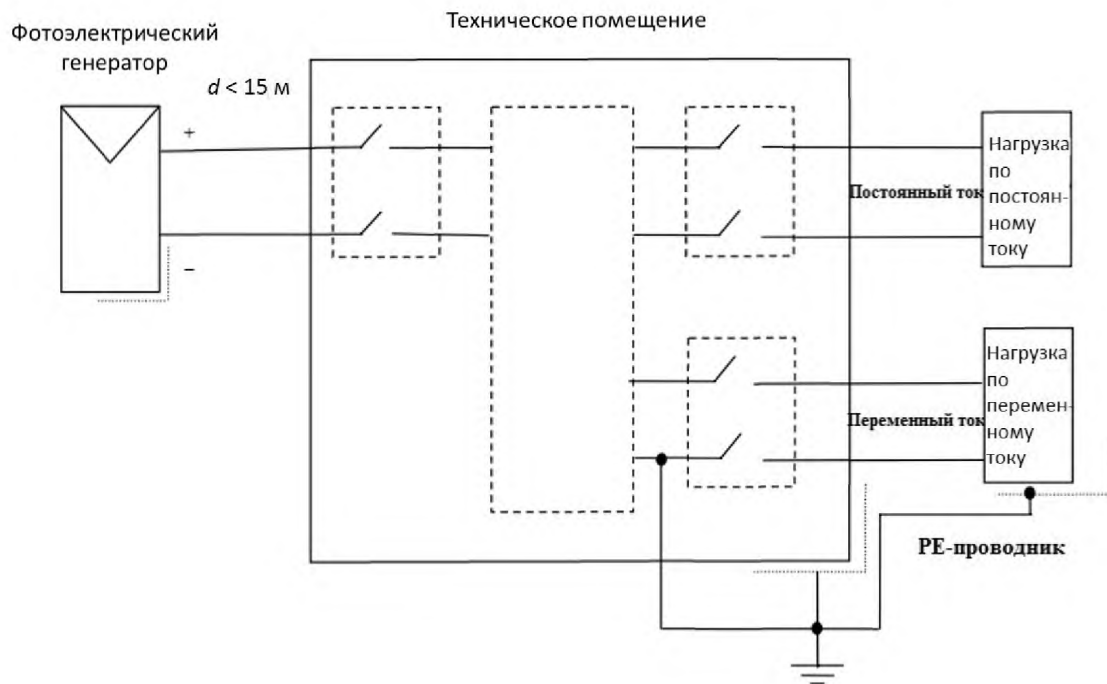 Техническое помещение
Фотоэлектрический
генератор
d < 15 м
+
–
Нагрузка
по
постоян-
ному
току
Постоянный ток
Нагрузка
по
перемен-
ному
току
Переменный ток
PE-проводник